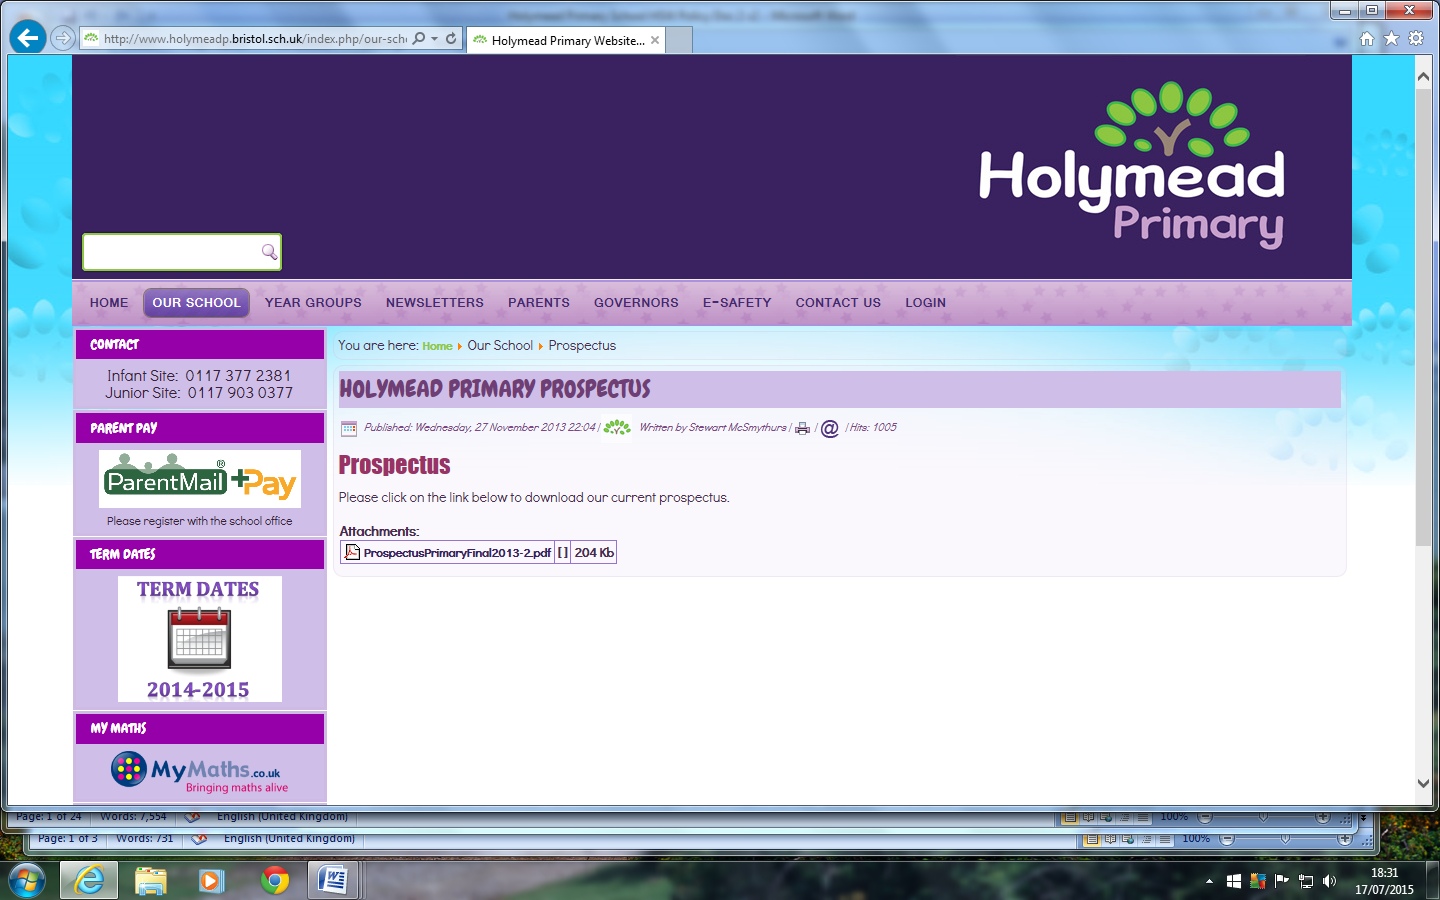 http://www.holymeadp.bristol.sch.uk/index.php/our-scho
Holymead Primary Website...
Holymead
Primary
HOME OUR SCHOOL YEAR GROUPS NEWSLETTERS PARENTS GOVERNORS E-SAFETY CONTACT US LOGIN
CONTACT
Infant Site: 0117 377 2381
Junior Site: 0117 903 0377
PARENT PAY
ParentMail® +Pay
Please register with the school office
TERM DATES
TERM DATES
2014-2015
MY MATHS
MyMaths.co.uk
Bringing maths alive
You are here: Home Our School Prospectus
HOLYMEAD PRIMARY PROSPECTUS
Published: Wednesday, 27 November 2013 22:04 | Written by Stewart McSmythurs | | @ | Hits: 1005
Prospectus
Please click on the link below to download our current prospectus.
Attachments:
ProspectusPrimaryFinal2013-2.pdf [ ] 204 Kb
Page: 1 of 24 Words: 7,554 English (United Kingdom) 100%
Page: 1 of 3 Words: 731 English (United Kingdom) 100%
18:31
17/07/2015